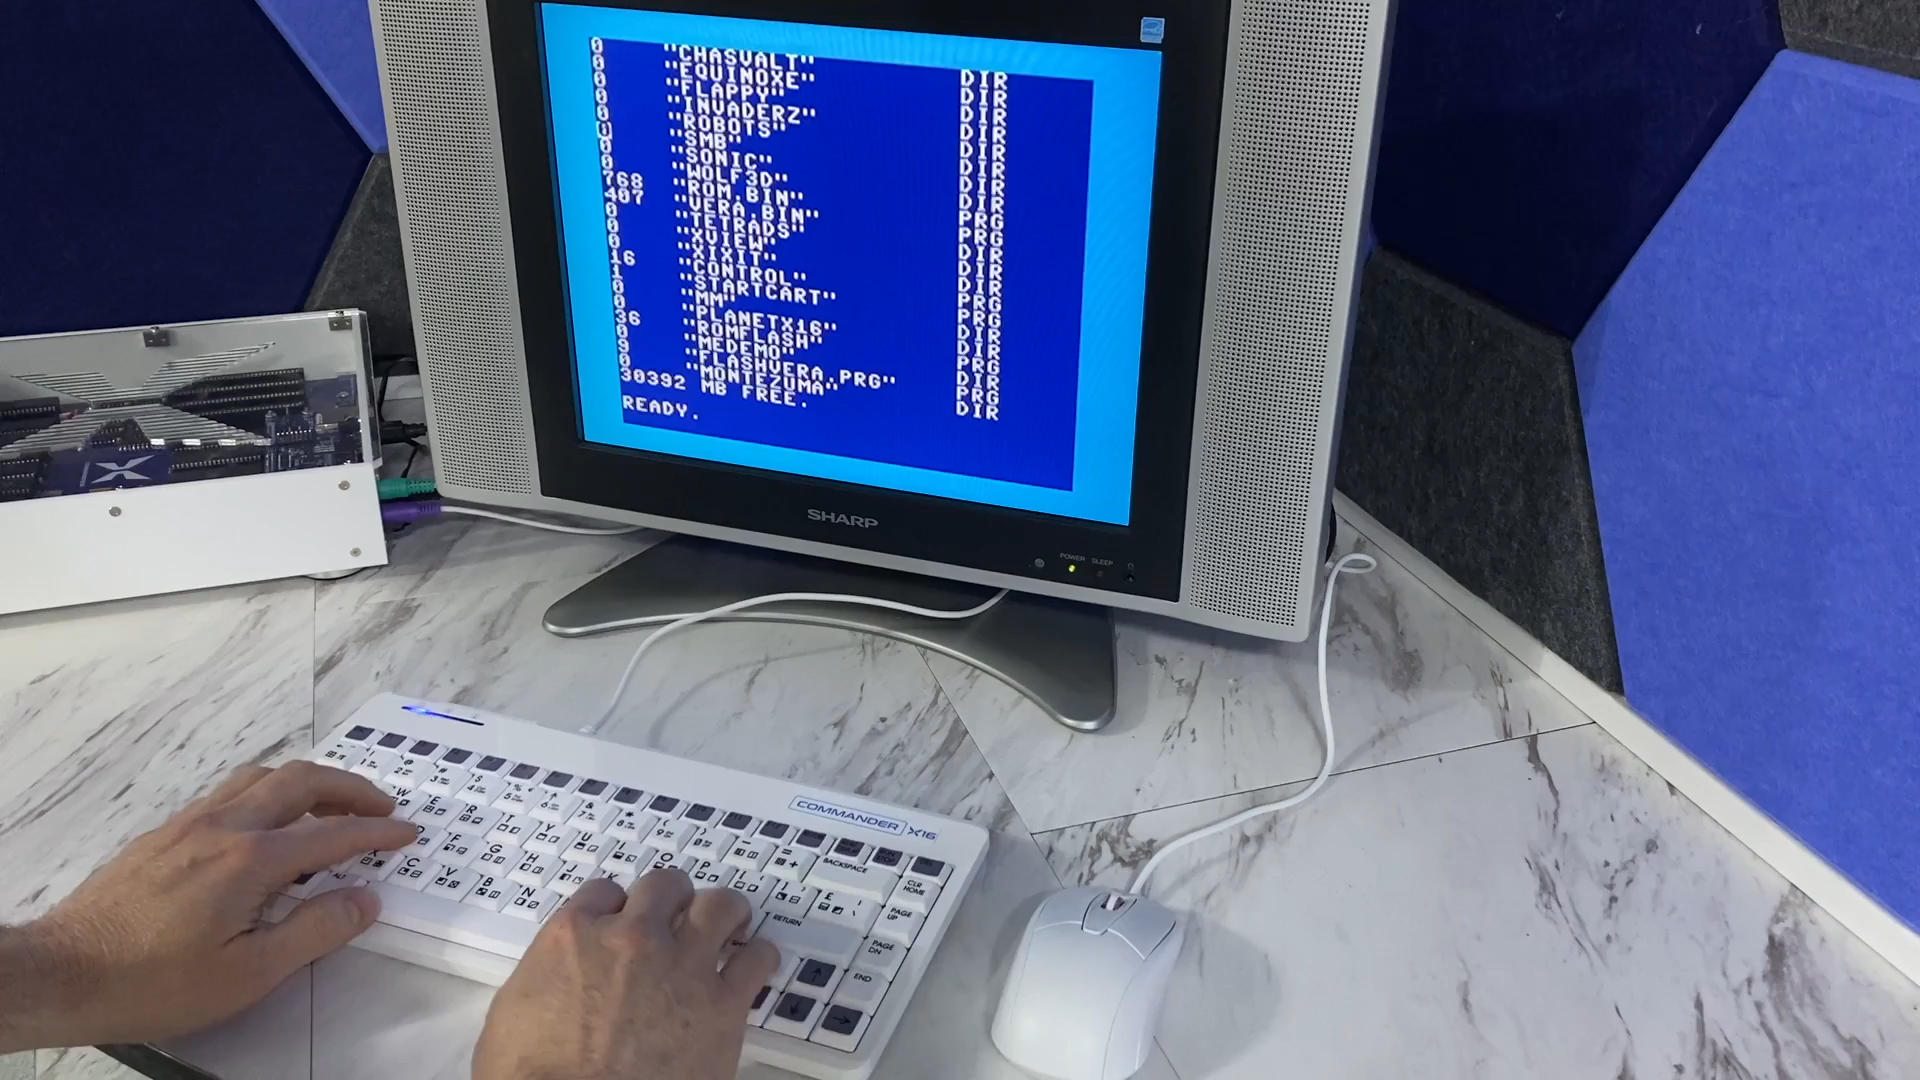 0 "CHASVALT" DIR
0 "EQUINOXE" DIR
0 "FLAPPY" DIR
0 "INVADERZ" DIR
0 "ROBOTS" DIR
0 "SMB" DIR
0 "SONIC" DIR
0 "WOLF3D" DIR
768 "ROM.BIN" PRG
407 "VERA.BIN" PRG
0 "TETRADS" DIR
0 "XVIEW" DIR
0 "XIXIT" DIR
16 "CONTROL" PRG
1 "STARTCART" PRG
0 "MM" DIR
0 "PLANETX16" DIR
36 "ROMFLASH" PRG
0 "MEDEMO" DIR
9 "FLASHVERA.PRG" PRG
0 "MONTEZUMA" DIR
30392 MB FREE.
READY.
SHARP
POWER SLEEP
COMMANDER X16
BACKSPACE
CLR HOME
PAGE UP
RETURN
PAGE DN
END